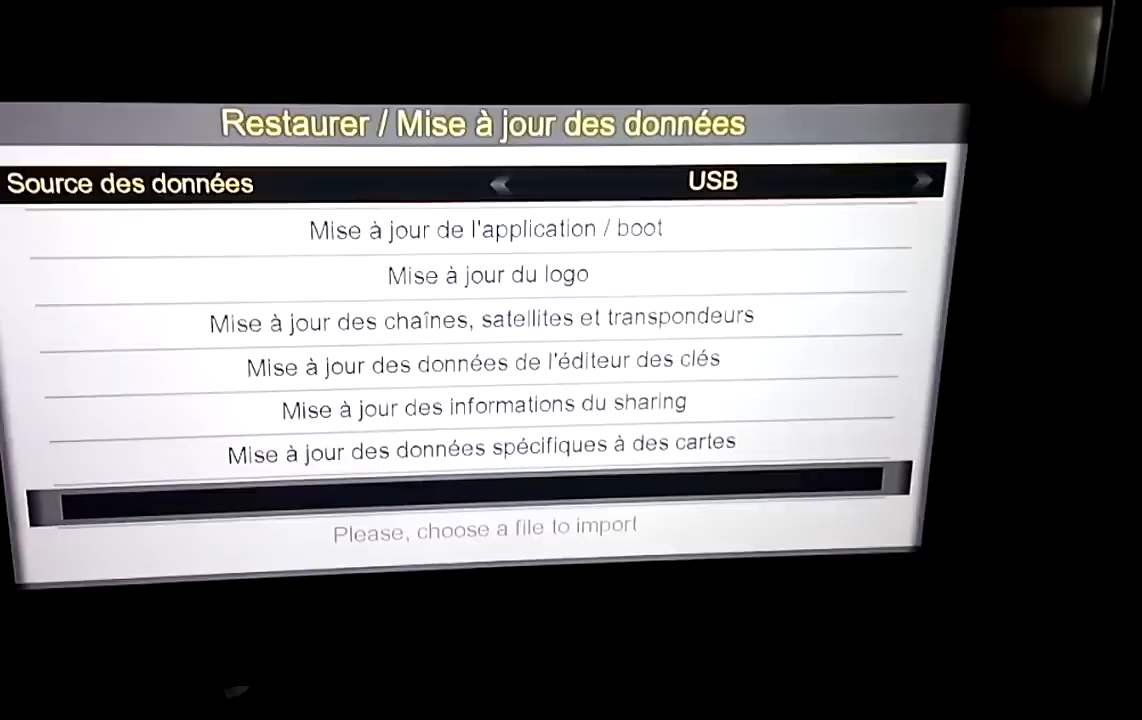 Restaurer / Mise à jour des données
Source des données USB
Mise à jour de l'application / boot
Mise à jour du logo
Mise à jour des chaînes, satellites et transpondeurs
Mise à jour des données de l'éditeur des clés
Mise à jour des informations du sharing
Mise à jour des données spécifiques à des cartes
Please, choose a file to import